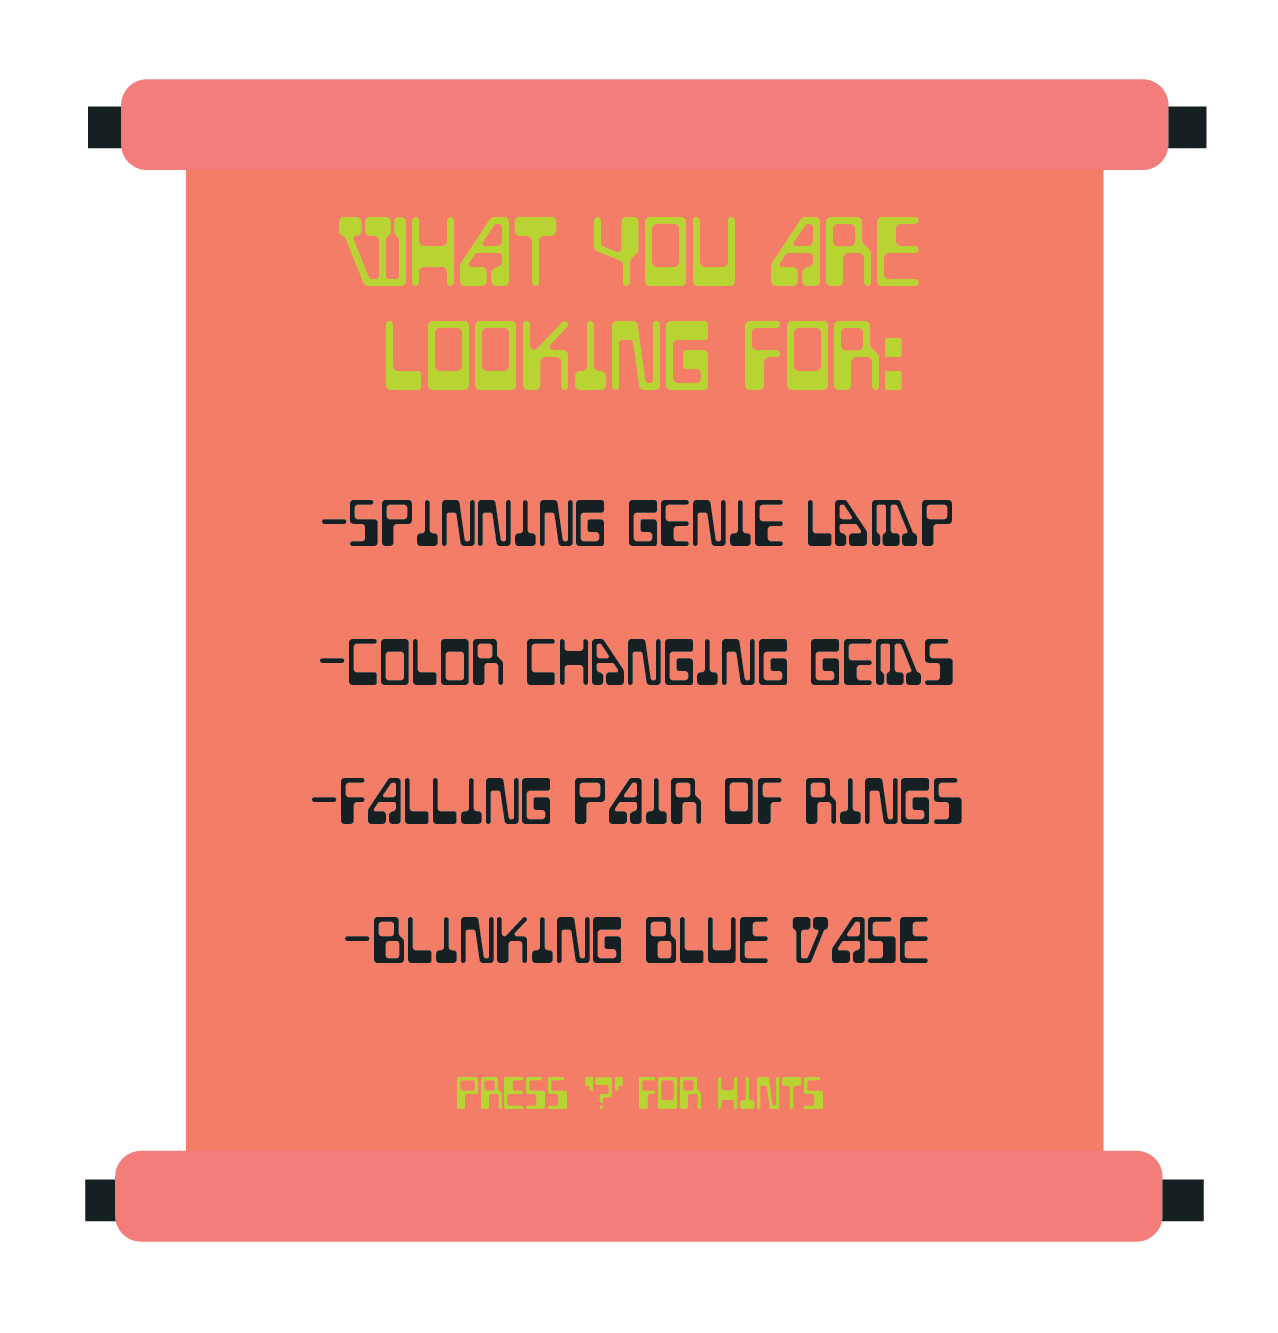 WHAT YOU ARE
LOOKING FOR:
-SPINNING GENIE LAMP
-COLOR CHANGING GEMS
-FALLING PAIR OF RINGS
-BLINKING BLUE VASE
PRESS '?' FOR HINTS